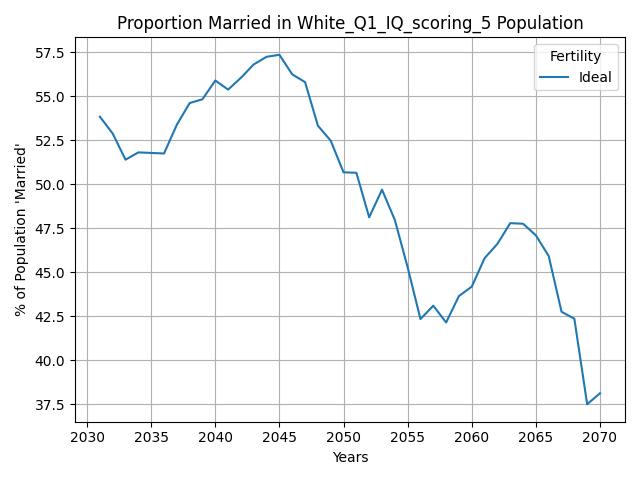 Proportion Married in White_Q1_IQ_scoring_5 Population
Fertility
Ideal
% of Population 'Married'
57.5
55.0
52.5
50.0
47.5
45.0
42.5
40.0
37.5
2030 2035 2040 2045 2050 2055 2060 2065 2070
Years